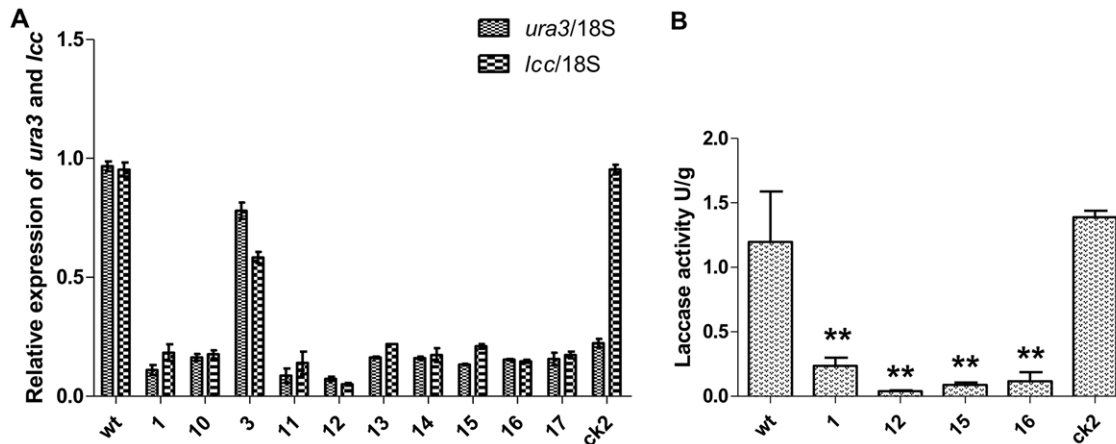 A
Relative expression of ura3 and lcc
1.5
1.0
0.5
0.0
ura3/18S
lcc/18S
wt 1 10 3 11 12 13 14 15 16 17 ck2
B
Laccase activity U/g
2.0
1.5
1.0
0.5
0.0
** ** ** **
wt 1 12 15 16 ck2